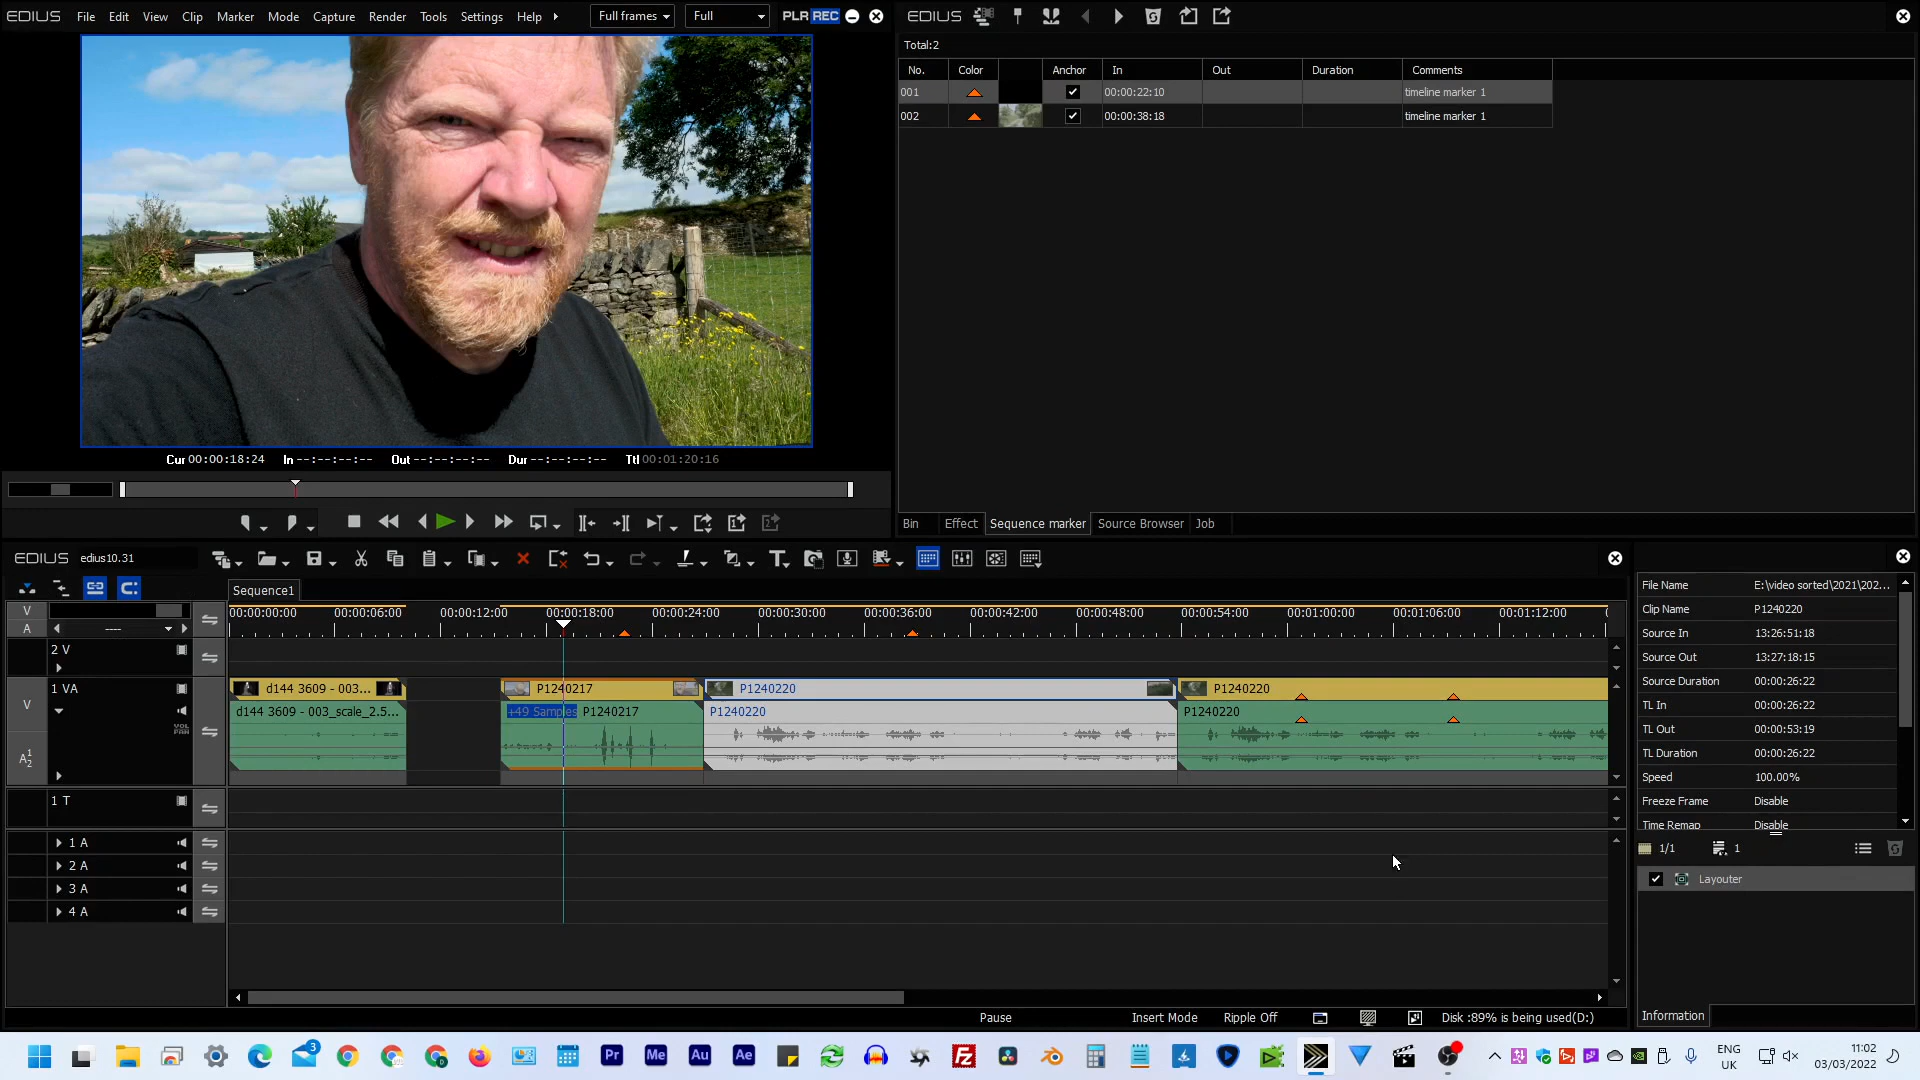 EDIUS File Edit View Clip Marker Mode Capture Render Tools Settings Help Full frames Full PLR REC
Cur 00:00:18:24 In --:--:--:-- Out --:--:--:-- Dur --:--:--:-- Ttl 00:01:20:16
EDIUS
Total:2
No. Color Anchor In Out Duration Comments
001 00:00:22:10 timeline marker 1
002 00:00:38:18 timeline marker 1
Bin Effect Sequence marker Source Browser Job
EDIUS edius10.31
Sequence1
V
A ----
00:00:00:00 00:00:06:00 00:00:12:00 00:00:18:00 00:00:24:00 00:00:30:00 00:00:36:00 00:00:42:00 00:00:48:00 00:00:54:00 00:01:00:00 00:01:06:00 00:01:12:00
2 V
1 VA
V
VOL
PAN
A 1 2
d144 3609 - 003... P1240217 P1240220 P1240220
d144 3609 - 003_scale_2.5... +49 Samples P1240217 P1240220 P1240220
1 T
1 A
2 A
3 A
4 A
Pause Insert Mode Ripple Off Disk :89% is being used(D:)
File Name E:\video sorted\2021\202...
Clip Name P1240220
Source In 13:26:51:18
Source Out 13:27:18:15
Source Duration 00:00:26:22
TL In 00:00:26:22
TL Out 00:00:53:19
TL Duration 00:00:26:22
Speed 100.00%
Freeze Frame Disable
Time Remap Disable
1/1 1
Layouter
Information
3 Pr Me Au Ae
ENG
UK
11:02
03/03/2022